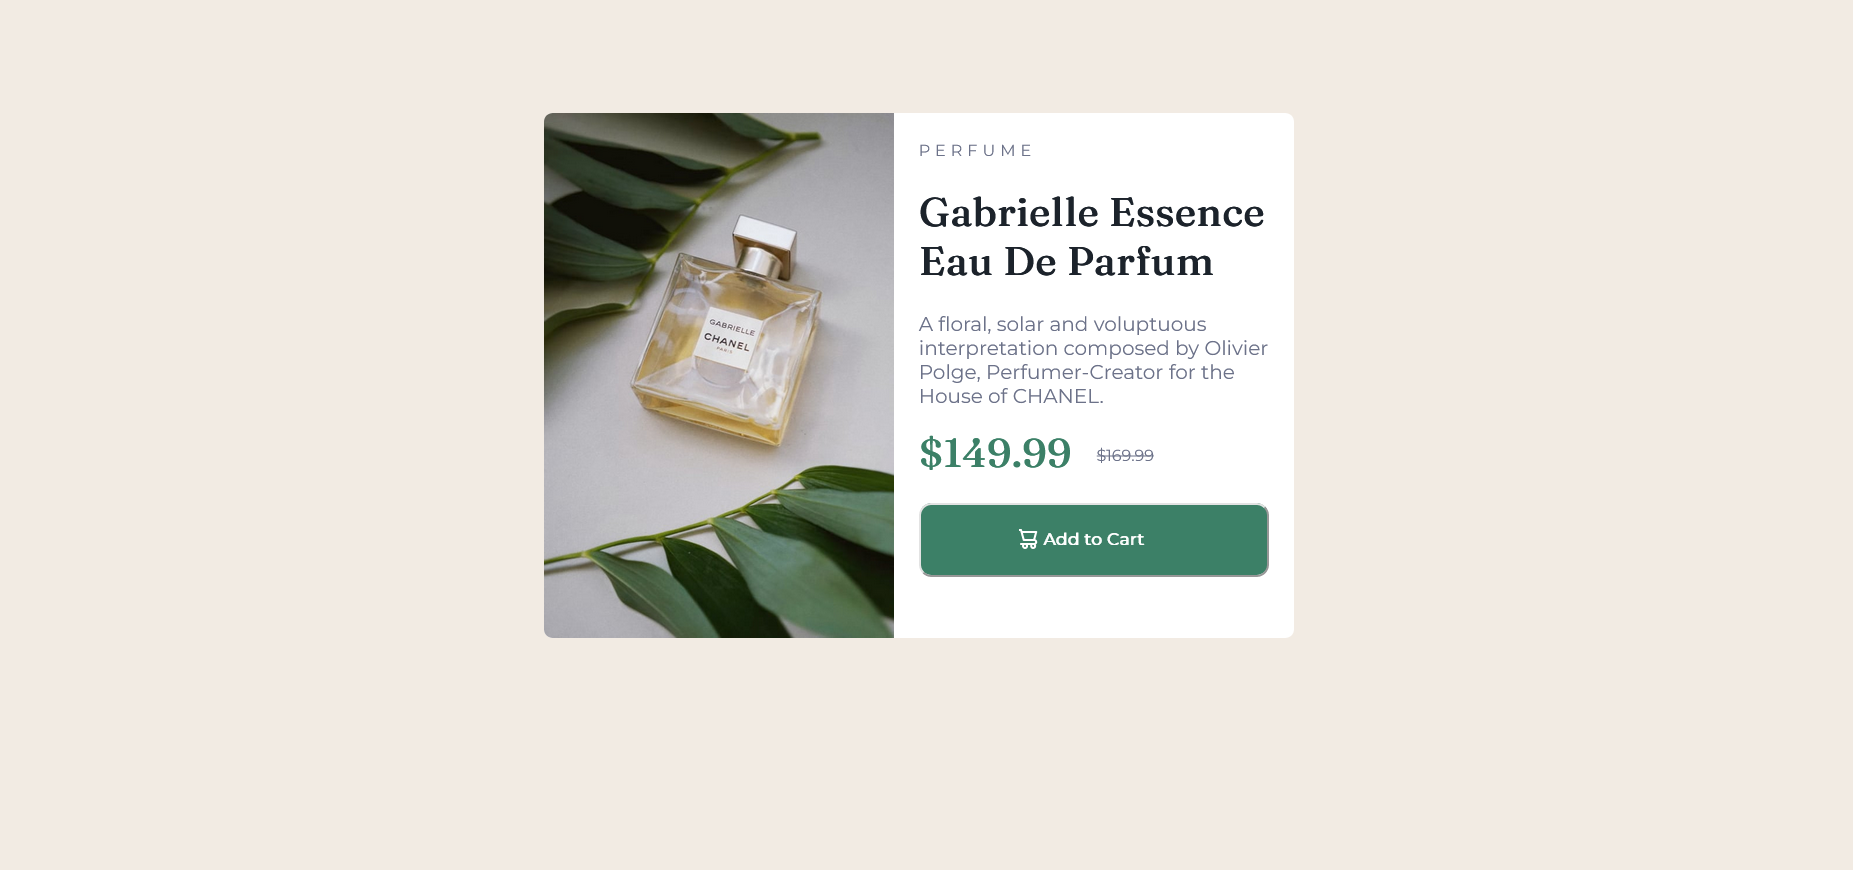 PERFUME
Gabrielle Essence
Eau De Parfum
A floral, solar and voluptuous
interpretation composed by Olivier
Polge, Perfumer-Creator for the
House of CHANEL.
$149.99 $169.99
Add to Cart
GABRIELLE
CHANEL
PARIS